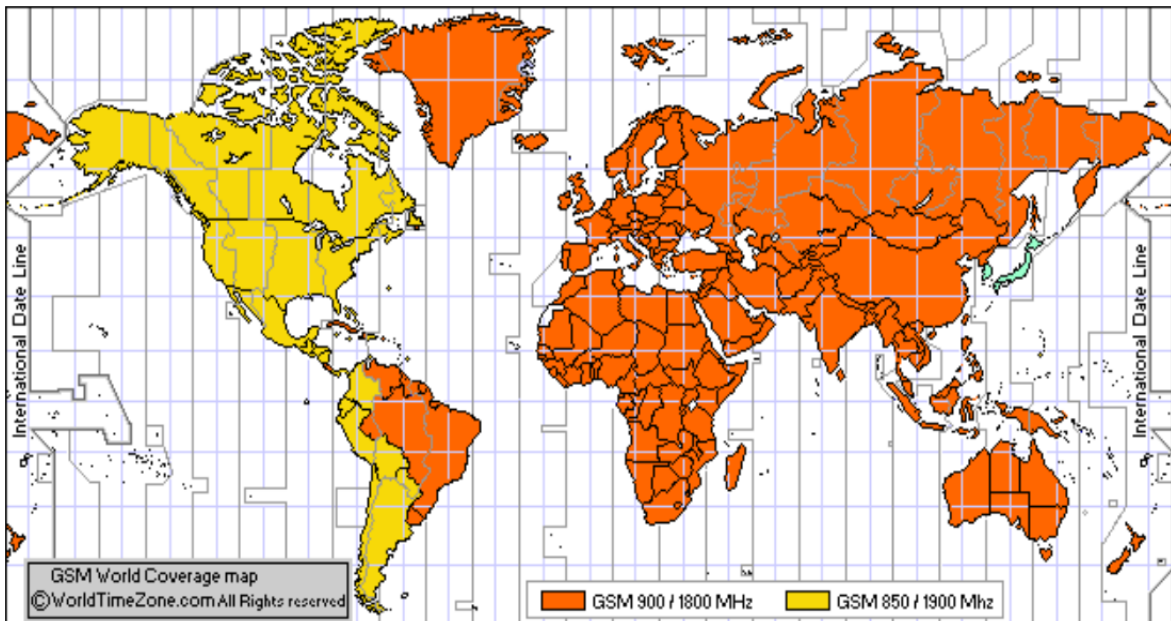 International Date Line
International Date Line
GSM World Coverage map
©WorldTimeZone.com All Rights reserved
GSM 900 / 1800 MHz
GSM 850 / 1900 Mhz